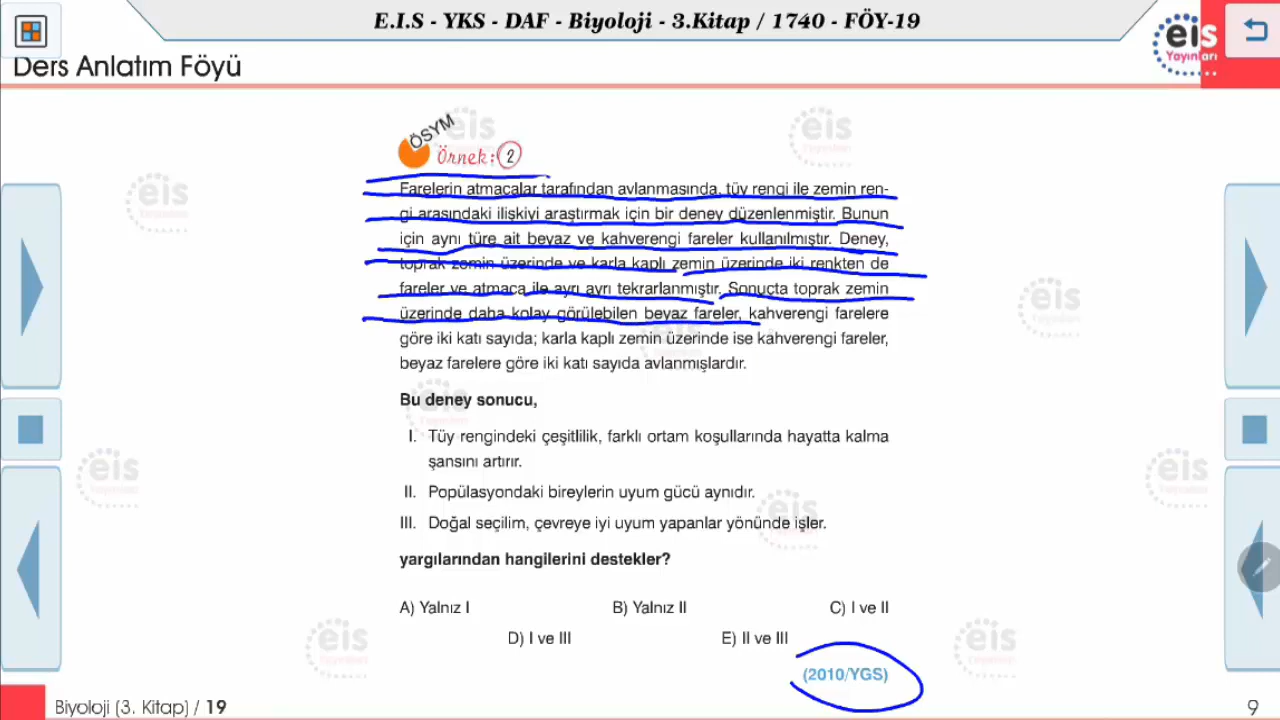 E.I.S - YKS - DAF - Biyoloji - 3.Kitap / 1740 - FÖY-19
eis
Yayınları
Ders Anlatım Föyü
ÖSYM
Örnek: 2
Farelerin atmacalar tarafından avlanmasında, tüy rengi ile zemin ren-
gi arasındaki ilişkiyi araştırmak için bir deney düzenlenmiştir. Bunun
için aynı türe ait beyaz ve kahverengi fareler kullanılmıştır. Deney,
toprak zemin üzerinde ve karla kaplı zemin üzerinde iki renkten de
fareler ve atmaca ile ayrı ayrı tekrarlanmıştır. Sonuçta toprak zemin
üzerinde daha kolay görülebilen beyaz fareler, kahverengi farelere
göre iki katı sayıda; karla kaplı zemin üzerinde ise kahverengi fareler,
beyaz farelere göre iki katı sayıda avlanmışlardır.
Bu deney sonucu,
I. Tüy rengindeki çeşitlilik, farklı ortam koşullarında hayatta kalma
şansını artırır.
II. Popülasyondaki bireylerin uyum gücü aynıdır.
III. Doğal seçilim, çevreye iyi uyum yapanlar yönünde işler.
yargılarından hangilerini destekler?
A) Yalnız I B) Yalnız II C) I ve II
D) I ve III E) II ve III
(2010/YGS)
Biyoloji (3. Kitap) / 19
9